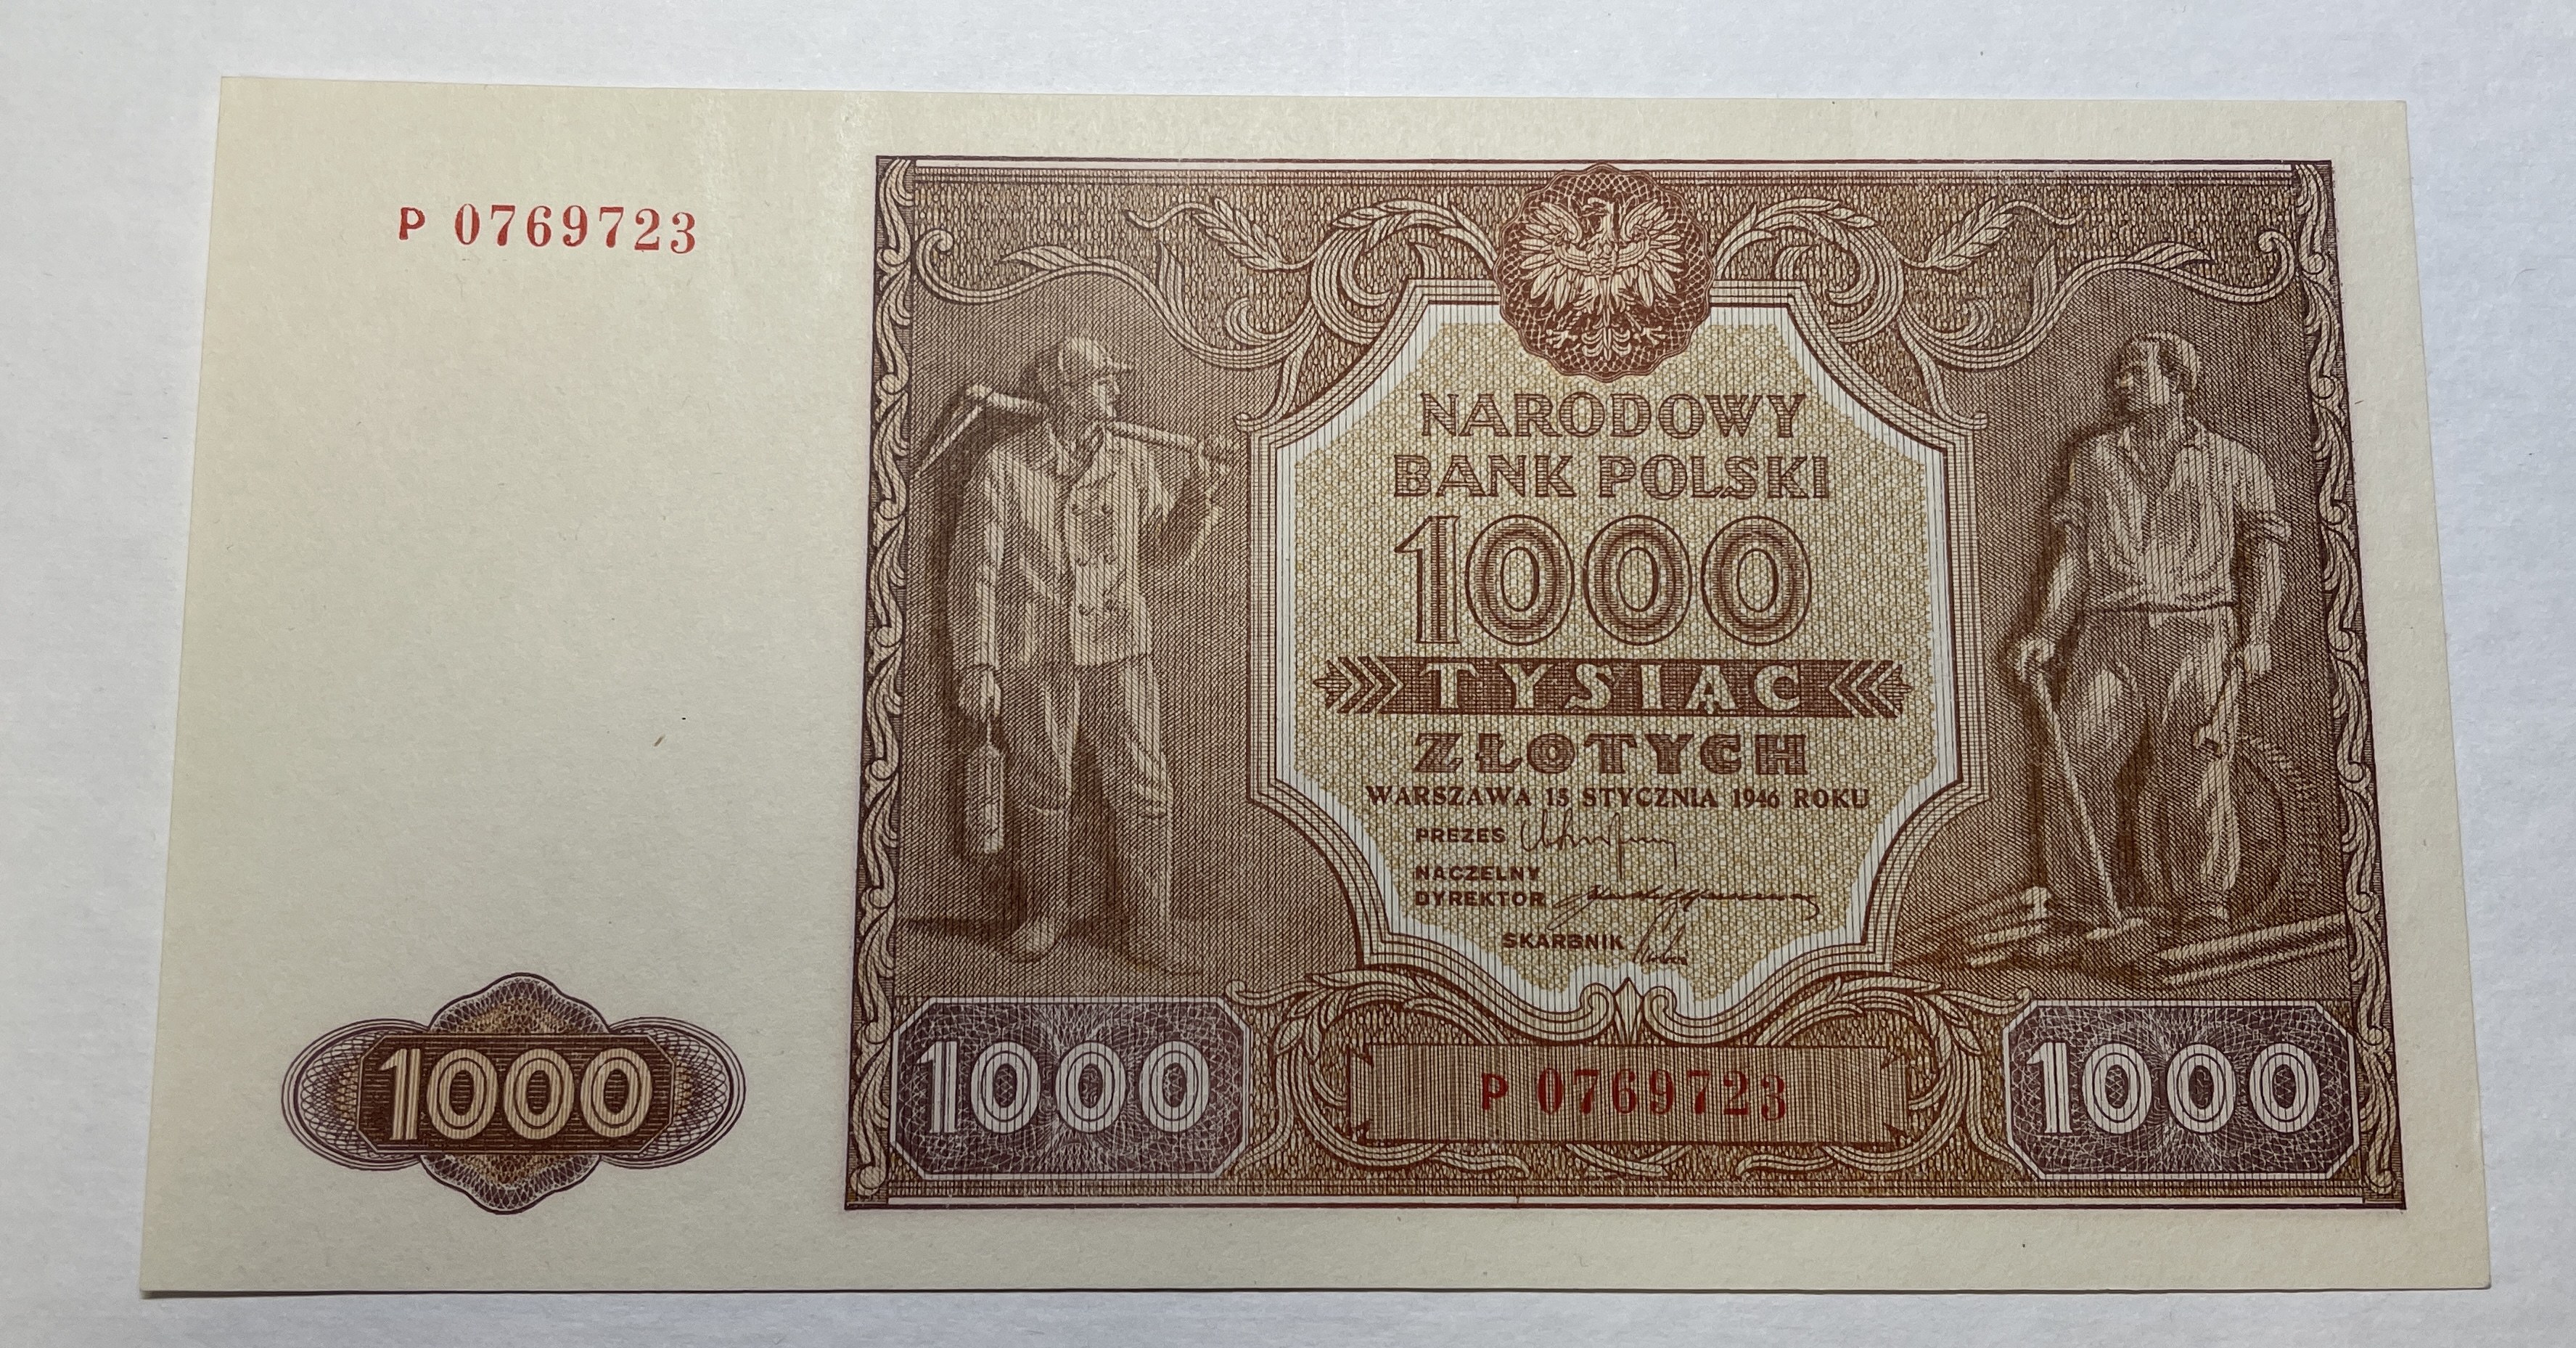 P 0769723
NARODOWY
BANK POLSKI
1000
TYSIĄC
ZŁOTYCH
WARSZAWA 15 STYCZNIA 1946 ROKU
PREZES
NACZELNY
DYREKTOR
SKARBNIK
1000
1000
P 0769723
1000